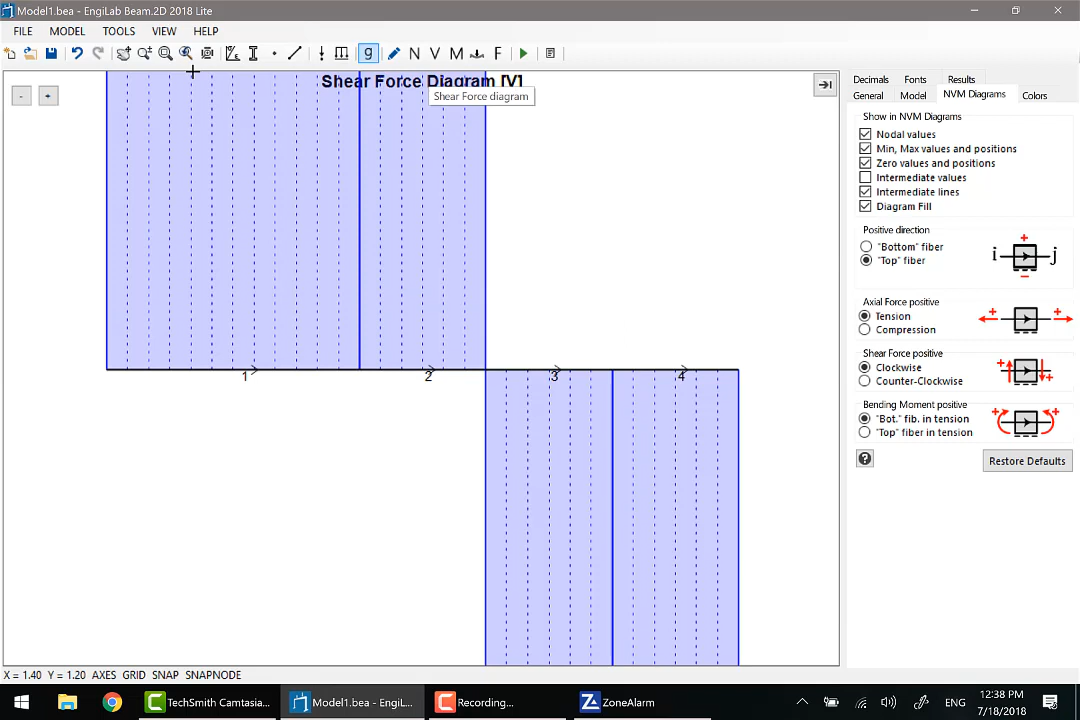 Model1.bea - EngiLab Beam.2D 2018 Lite
FILE MODEL TOOLS VIEW HELP
g N V M F
Shear Force Diagram [V]
Shear Force diagram
- +
1 2 3 4
Decimals Fonts Results
General Model NVM Diagrams Colors
Show in NVM Diagrams
Nodal values
Min, Max values and positions
Zero values and positions
Intermediate values
Intermediate lines
Diagram Fill
Positive direction
"Bottom" fiber
"Top" fiber
i + − j
Axial Force positive
Tension
Compression
+ +
Shear Force positive
Clockwise
Counter-Clockwise
+ +
Bending Moment positive
"Bot." fib. in tension
"Top" fiber in tension
+ +
? Restore Defaults
X = 1.40 Y = 1.20 AXES GRID SNAP SNAPNODE
TechSmith Camtasia... Model1.bea - EngiL... Recording... ZoneAlarm
ENG
12:38 PM
7/18/2018